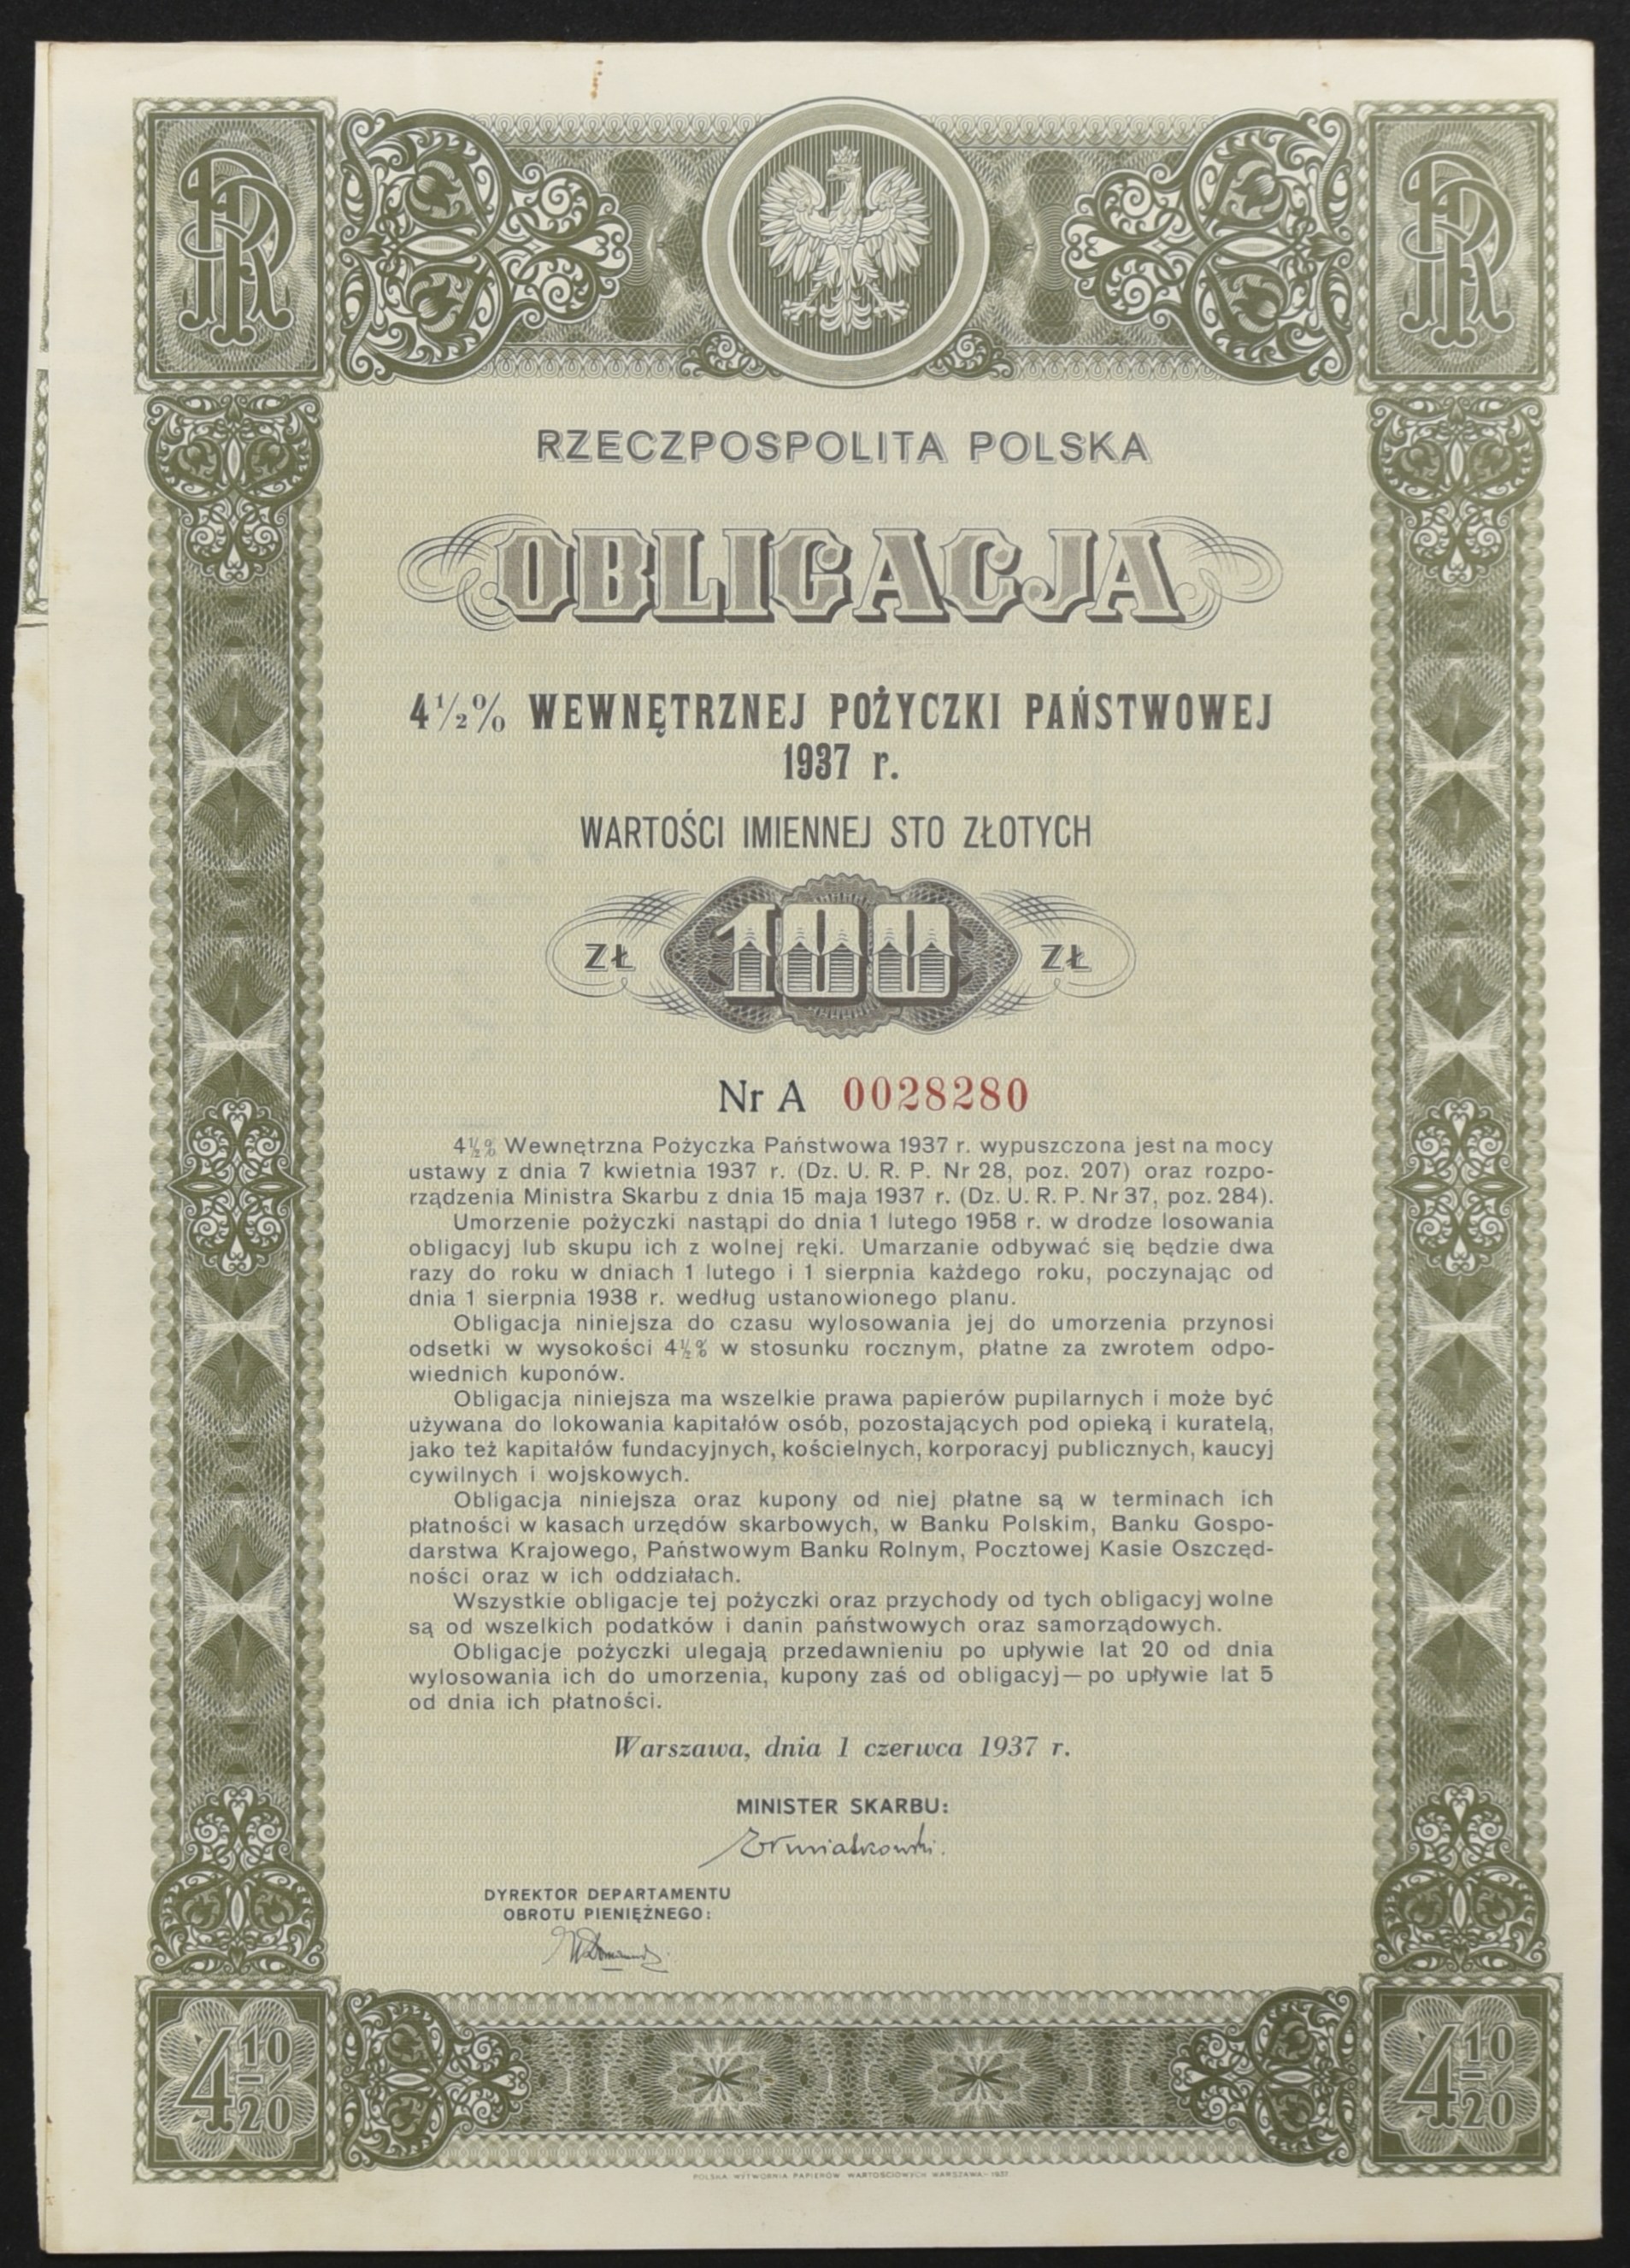 RP RP
RZECZPOSPOLITA POLSKA
OBLIGACJA
4½% WEWNĘTRZNEJ POŻYCZKI PAŃSTWOWEJ
1937 r.
WARTOŚCI IMIENNEJ STO ZŁOTYCH
ZŁ 100 ZŁ
Nr A 0028280
4½% Wewnętrzna Pożyczka Państwowa 1937 r. wypuszczona jest na mocy
ustawy z dnia 7 kwietnia 1937 r. (Dz. U. R. P. Nr 28, poz. 207) oraz rozpo-
rządzenia Ministra Skarbu z dnia 15 maja 1937 r. (Dz. U. R. P. Nr 37, poz. 284).
Umorzenie pożyczki nastąpi do dnia 1 lutego 1958 r. w drodze losowania
obligacyj lub skupu ich z wolnej ręki. Umarzanie odbywać się będzie dwa
razy do roku w dniach 1 lutego i 1 sierpnia każdego roku, poczynając od
dnia 1 sierpnia 1938 r. według ustanowionego planu.
Obligacja niniejsza do czasu wylosowania jej do umorzenia przynosi
odsetki w wysokości 4½% w stosunku rocznym, płatne za zwrotem odpo-
wiednich kuponów.
Obligacja niniejsza ma wszelkie prawa papierów pupilarnych i może być
używana do lokowania kapitałów osób, pozostających pod opieką i kuratelą,
jako też kapitałów fundacyjnych, kościelnych, korporacyj publicznych, kaucyj
cywilnych i wojskowych.
Obligacja niniejsza oraz kupony od niej płatne są w terminach ich
płatności w kasach urzędów skarbowych, w Banku Polskim, Banku Gospo-
darstwa Krajowego, Państwowym Banku Rolnym, Pocztowej Kasie Oszczęd-
ności oraz w ich oddziałach.
Wszystkie obligacje tej pożyczki oraz przychody od tych obligacyj wolne
są od wszelkich podatków i danin państwowych oraz samorządowych.
Obligacje pożyczki ulegają przedawnieniu po upływie lat 20 od dnia
wylosowania ich do umorzenia, kupony zaś od obligacyj—po upływie lat 5
od dnia ich płatności.
Warszawa, dnia 1 czerwca 1937 r.
MINISTER SKARBU:
DYREKTOR DEPARTAMENTU
OBROTU PIENIĘŻNEGO:
4 10/20 4 10/20
POLSKA WYTWÓRNIA PAPIERÓW WARTOŚCIOWYCH WARSZAWA-1937